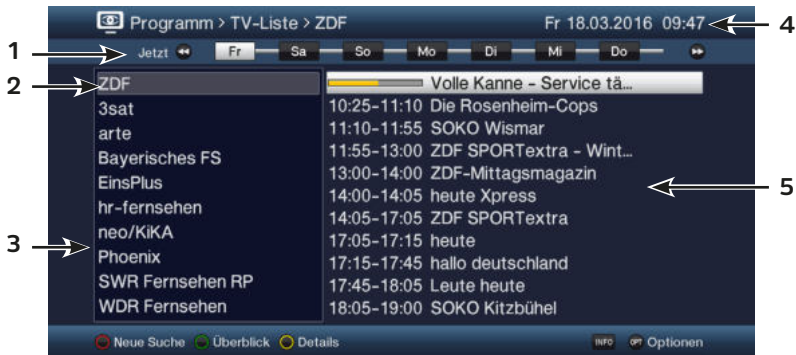 Programm > TV-Liste > ZDF Fr 18.03.2016 09:47 4
1 Jetzt Fr Sa So Mo Di Mi Do
2 ZDF Volle Kanne - Service tä...
3sat 10:25-11:10 Die Rosenheim-Cops
arte 11:10-11:55 SOKO Wismar
Bayerisches FS 11:55-13:00 ZDF SPORTextra - Wint...
EinsPlus 13:00-14:00 ZDF-Mittagsmagazin 5
hr-fernsehen 14:00-14:05 heute Xpress
neo/KiKA 14:05-17:05 ZDF SPORTextra
3 Phoenix 17:05-17:15 heute
SWR Fernsehen RP 17:15-17:45 hallo deutschland
WDR Fernsehen 17:45-18:05 Leute heute
18:05-19:00 SOKO Kitzbühel
Neue Suche Überblick Details INFO OPT Optionen